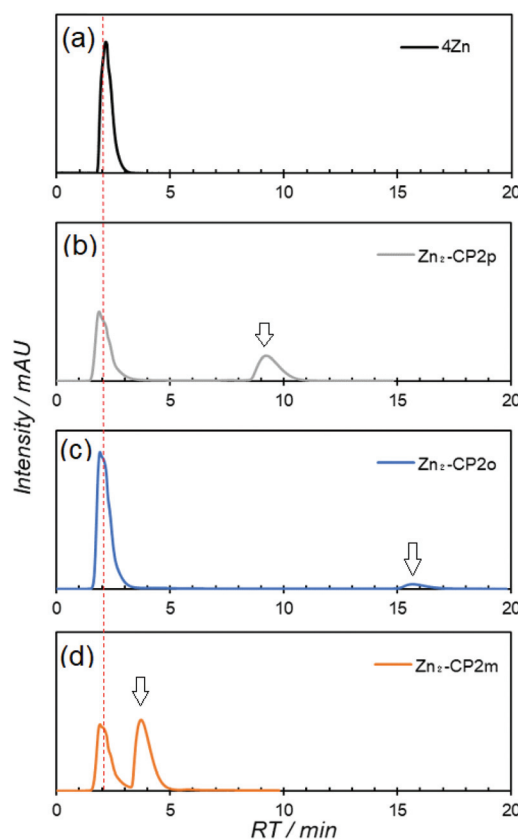 (a)
4Zn
0 5 10 15 20
(b)
Zn₂-CP2p
0 5 10 15 20
(c)
Zn₂-CP2o
0 5 10 15 20
(d)
Zn₂-CP2m
0 5 10 15 20
Intensity / mAU
RT / min